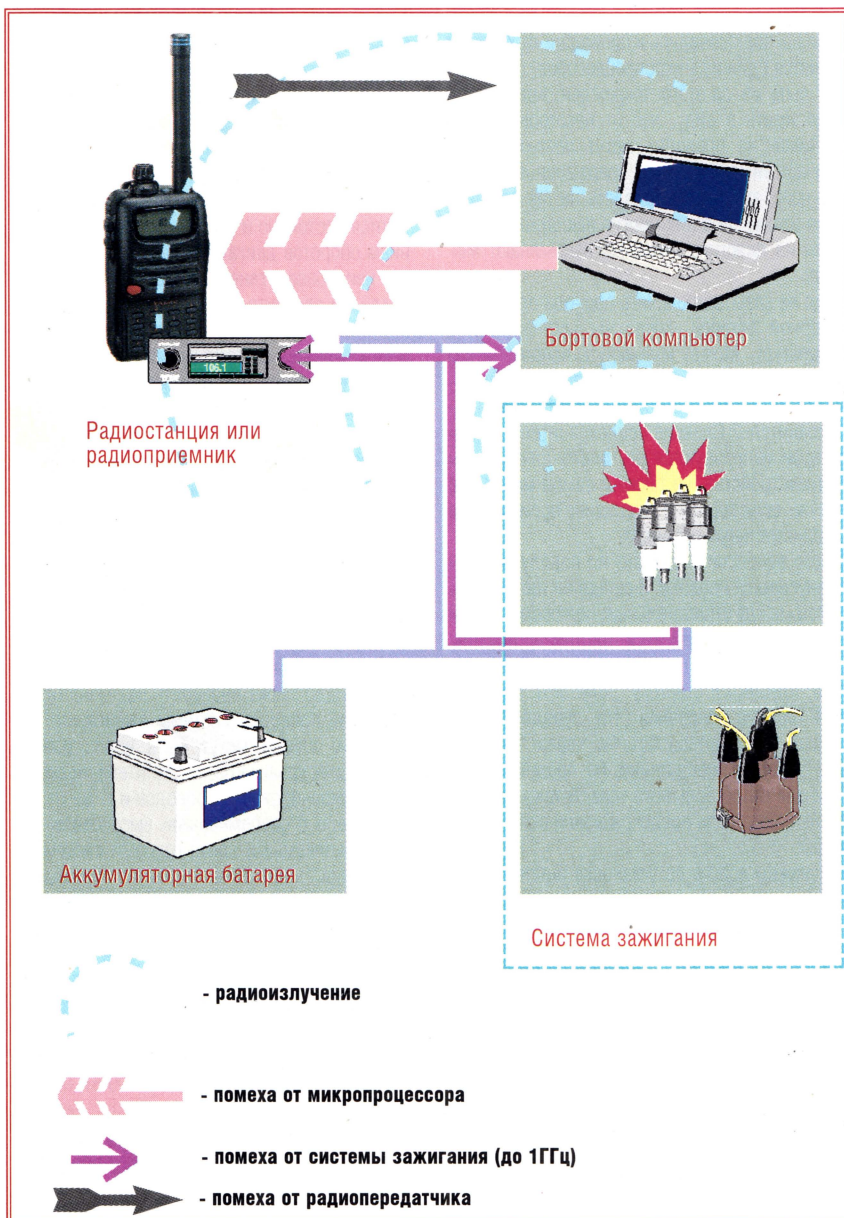 106.1
Бортовой компьютер
Радиостанция или
радиоприемник
Аккумуляторная батарея
Система зажигания
- радиоизлучение
- помеха от микропроцессора
- помеха от системы зажигания (до 1ГГц)
- помеха от радиопередатчика